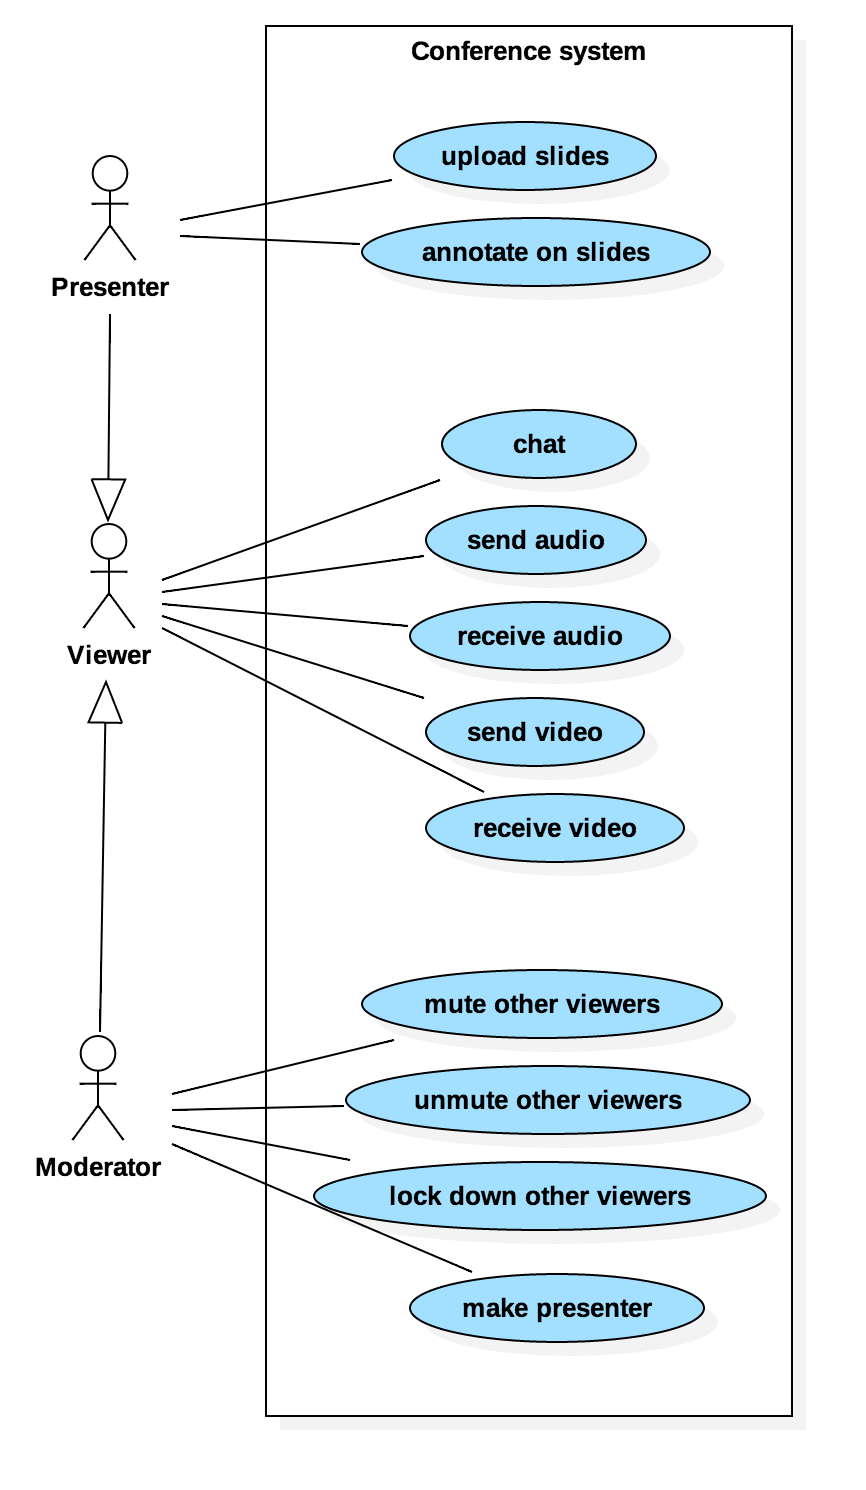 Conference system
upload slides
annotate on slides
Presenter
chat
send audio
receive audio
Viewer
send video
receive video
mute other viewers
unmute other viewers
Moderator
lock down other viewers
make presenter